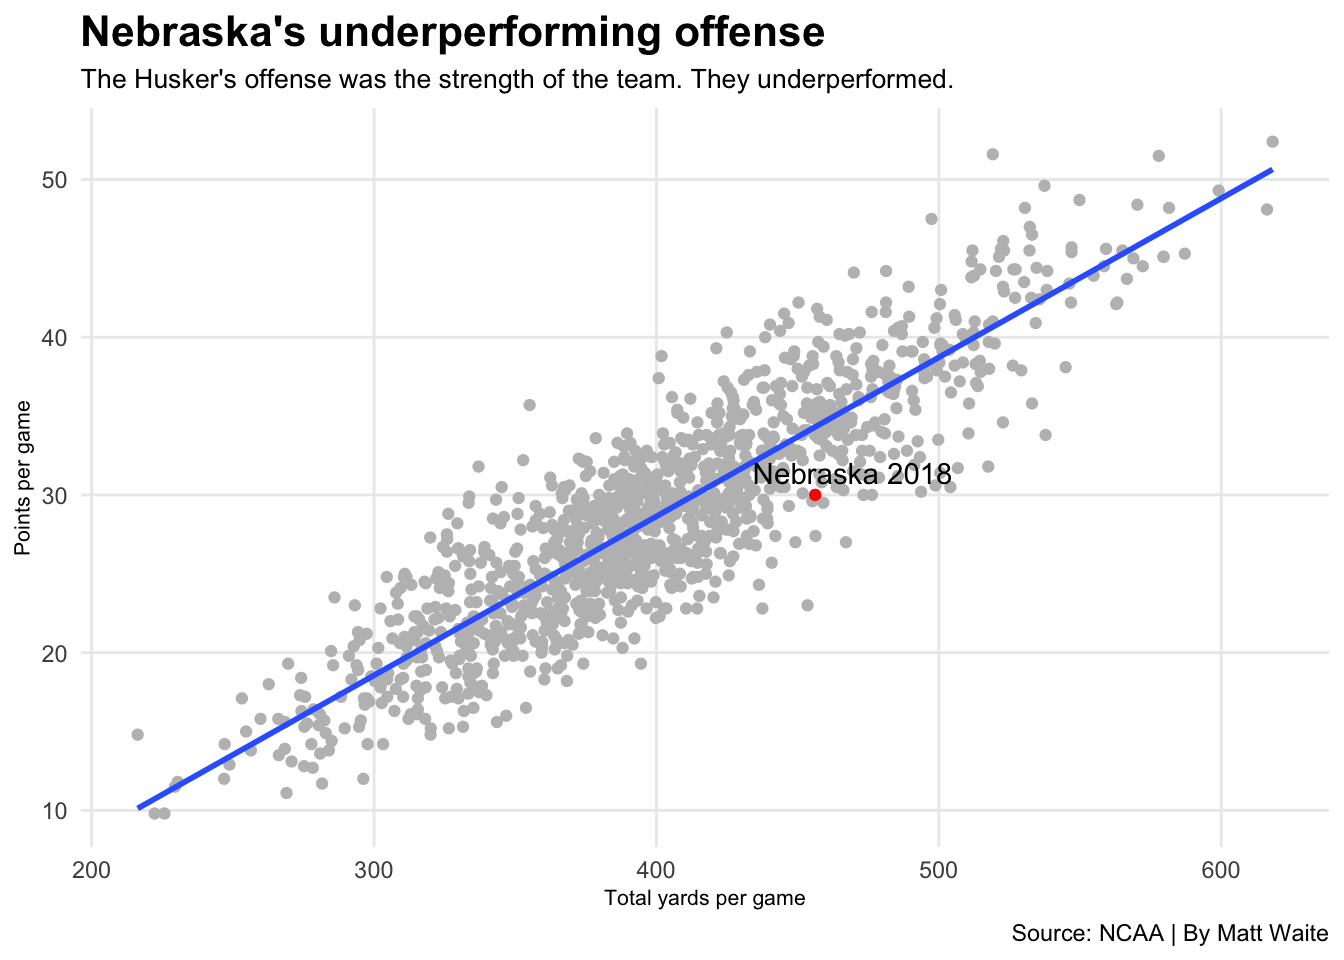 Nebraska's underperforming offense
The Husker's offense was the strength of the team. They underperformed.
50
40
30
20
10
Points per game
Nebraska 2018
200 300 400 500 600
Total yards per game
Source: NCAA | By Matt Waite